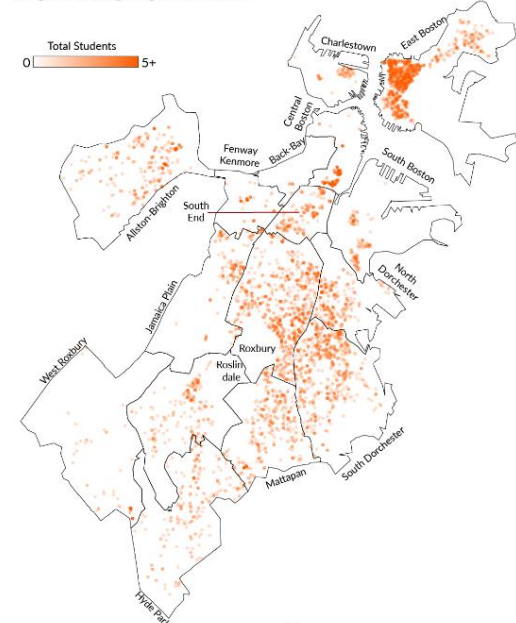 Total Students
0
5+
Charlestown
East Boston
Central
Boston
Back-Bay
Fenway
Kenmore
South Boston
Allston-Brighton
South
End
North
Dorchester
Jamaica Plain
West Roxbury
Roxbury
Roslin
dale
South Dorchester
Mattapan
Hyde Park